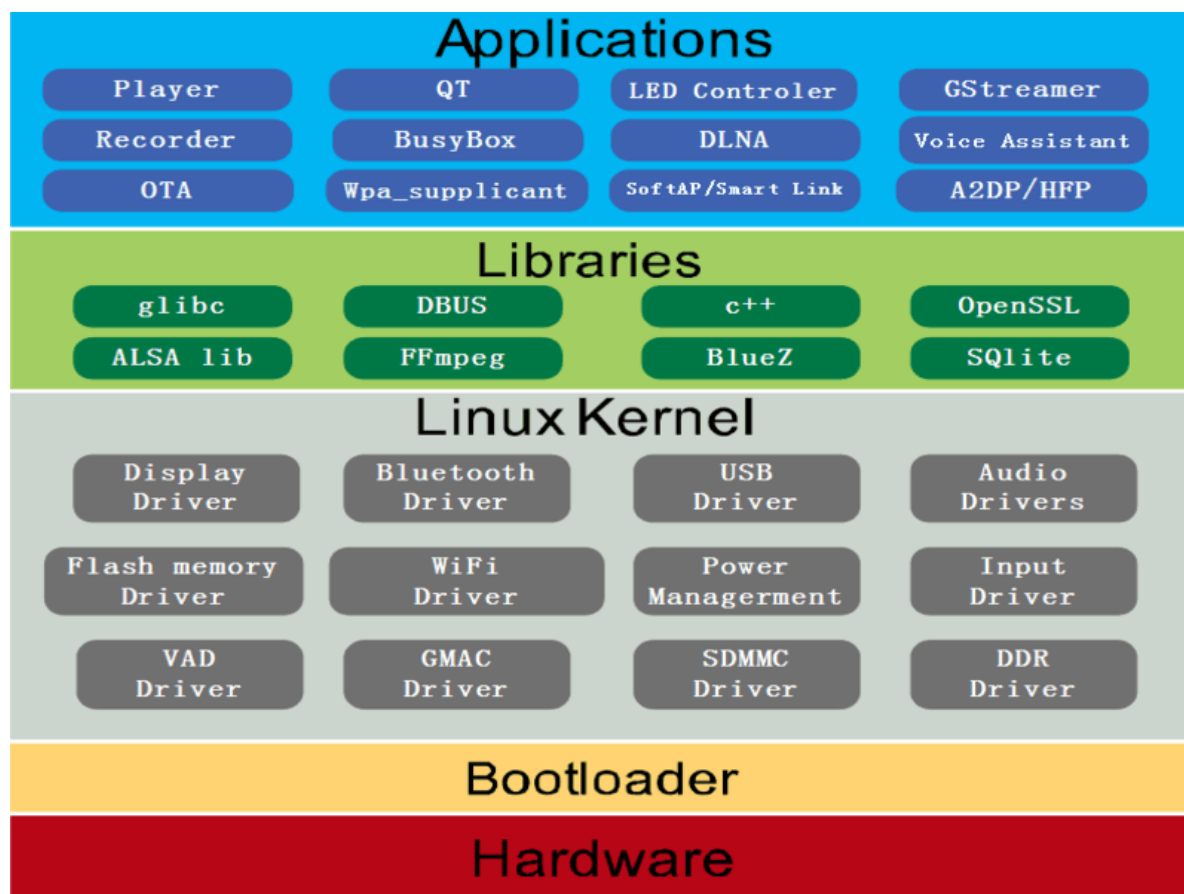 Applications
Player QT LED Controler GStreamer
Recorder BusyBox DLNA Voice Assistant
OTA Wpa_supplicant SoftAP/Smart Link A2DP/HFP
Libraries
glibc DBUS c++ OpenSSL
ALSA lib FFmpeg BlueZ SQlite
Linux Kernel
Display Driver
Bluetooth Driver
USB Driver
Audio Drivers
Flash memory Driver
WiFi Driver
Power Managerment
Input Driver
VAD Driver
GMAC Driver
SDMMC Driver
DDR Driver
Bootloader
Hardware